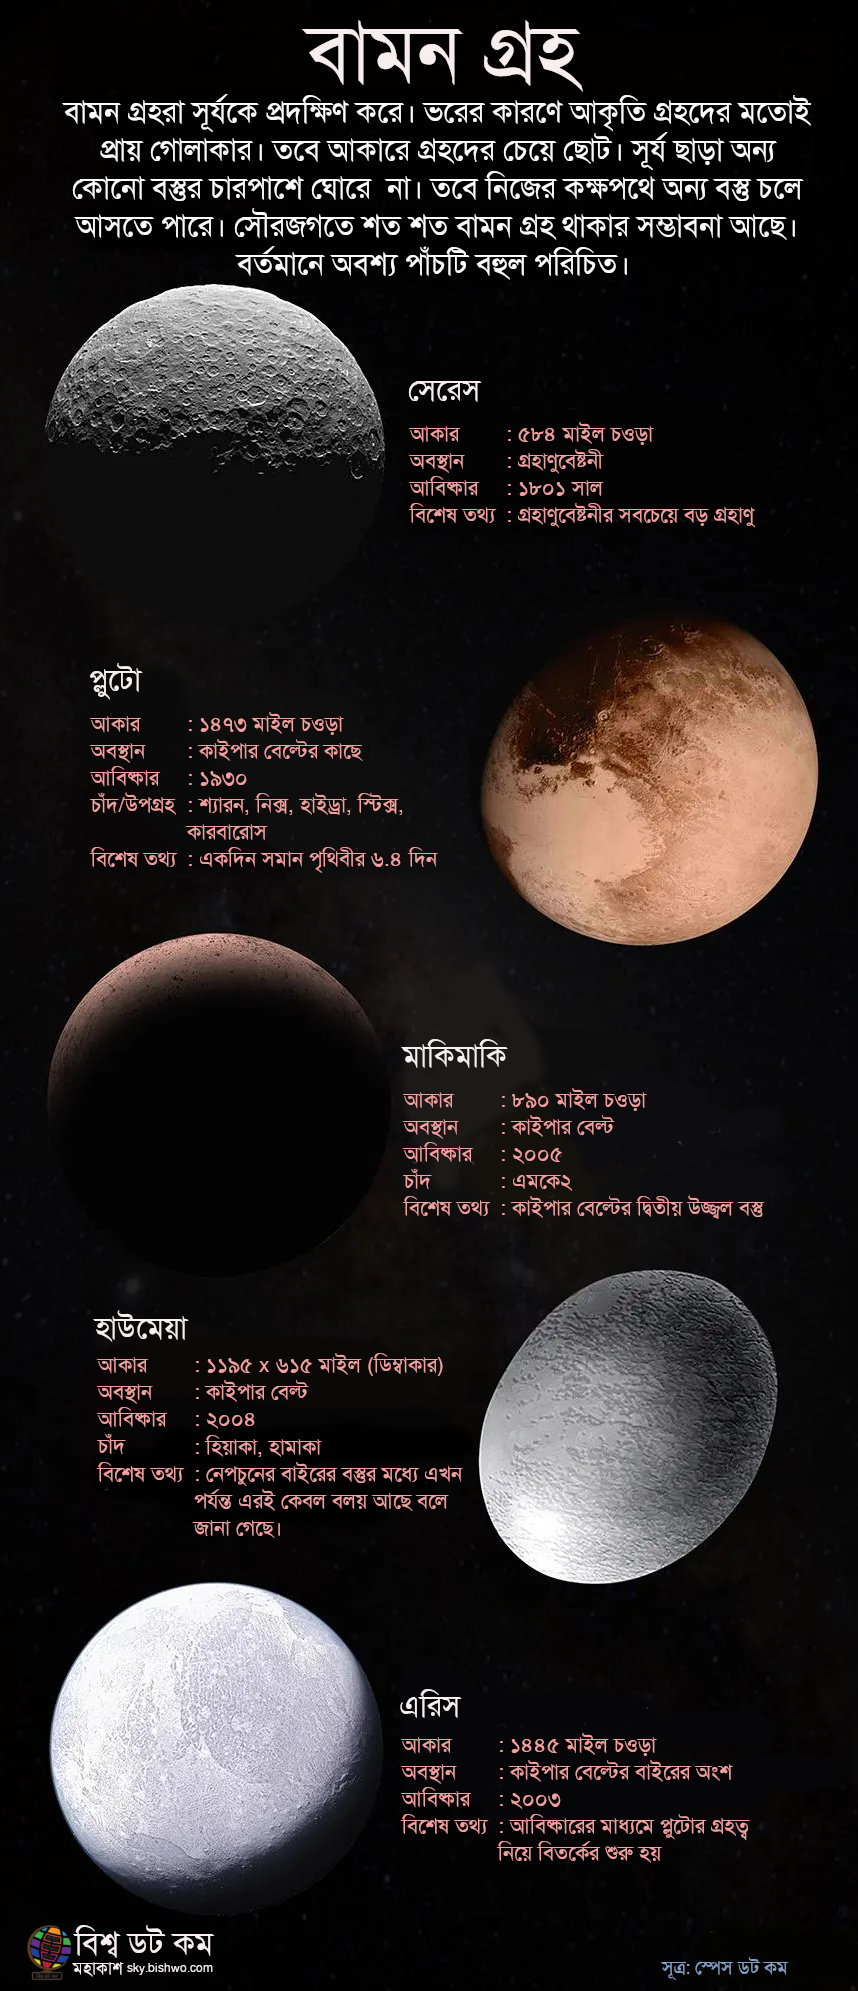 বামন গ্রহ
বামন গ্রহরা সূর্যকে প্রদক্ষিণ করে। ভরের কারণে আকৃতি গ্রহদের মতোই
প্রায় গোলাকার। তবে আকারে গ্রহদের চেয়ে ছোট। সূর্য ছাড়া অন্য
কোনো বস্তুর চারপাশে ঘোরে না। তবে নিজের কক্ষপথে অন্য বস্তু চলে
আসতে পারে। সৌরজগতে শত শত বামন গ্রহ থাকার সম্ভাবনা আছে।
বর্তমানে অবশ্য পাঁচটি বহুল পরিচিত।
সেরেস
আকার : ৫৮৪ মাইল চওড়া
অবস্থান : গ্রহাণুবেষ্টনী
আবিষ্কার : ১৮০১ সাল
বিশেষ তথ্য : গ্রহাণুবেষ্টনীর সবচেয়ে বড় গ্রহাণু
প্লুটো
আকার : ১৪৭৩ মাইল চওড়া
অবস্থান : কাইপার বেল্টের কাছে
আবিষ্কার : ১৯৩০
চাঁদ/উপগ্রহ : শ্যারন, নিক্স, হাইড্রা, স্টিক্স,
কারবারোস
বিশেষ তথ্য : একদিন সমান পৃথিবীর ৬.৪ দিন
মাকিমাকি
আকার : ৮৯০ মাইল চওড়া
অবস্থান : কাইপার বেল্ট
আবিষ্কার : ২০০৫
চাঁদ : এমকে২
বিশেষ তথ্য : কাইপার বেল্টের দ্বিতীয় উজ্জ্বল বস্তু
হাউমেয়া
আকার : ১১৯৫ x ৬১৫ মাইল (ডিম্বাকার)
অবস্থান : কাইপার বেল্ট
আবিষ্কার : ২০০৪
চাঁদ : হিয়াকা, হামাকা
বিশেষ তথ্য : নেপচুনের বাইরের বস্তুর মধ্যে এখন
পর্যন্ত এরই কেবল বলয় আছে বলে
জানা গেছে।
এরিস
আকার : ১৪৪৫ মাইল চওড়া
অবস্থান : কাইপার বেল্টের বাইরের অংশ
আবিষ্কার : ২০০৩
বিশেষ তথ্য : আবিষ্কারের মাধ্যমে প্লুটোর গ্রহত্ব
নিয়ে বিতর্কের শুরু হয়
বিশ্ব ডট কম
মহাকাশ sky.bishwo.com
সূত্র: স্পেস ডট কম